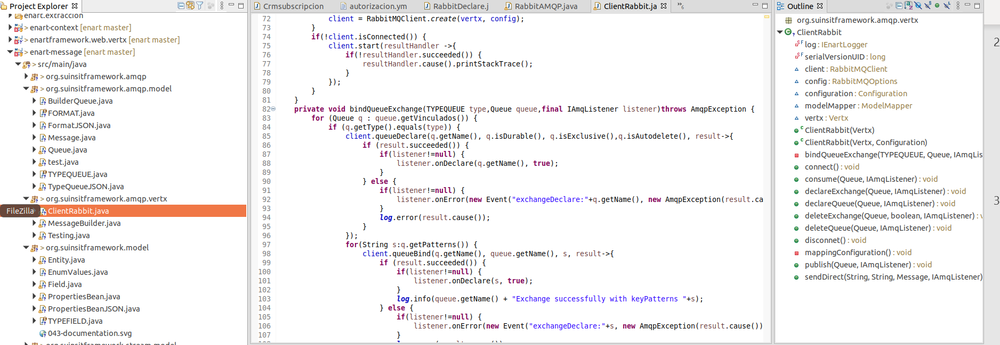 Project Explorer
enart.extraccion
> enart-context [enart master]
> enartframework.web.vertx [enart master]
> enart-message [enart master]
> src/main/java
> org.suinsitframework.amqp
> org.suinsitframework.amqp.model
BuilderQueue.java
FORMAT.java
FormatJSON.java
Message.java
Queue.java
test.java
TYPEQUEUE.java
TypeQueueJSON.java
> org.suinsitframework.amqp.vertx
FileZilla
ClientRabbit.java
MessageBuilder.java
Testing.java
> org.suinsitframework.model
Entity.java
EnumValues.java
Field.java
PropertiesBean.java
PropertiesBeanJSON.java
TYPEFIELD.java
043-documentation.svg
> org.suinsitframework.stream.model
Crmsubscripcion
autorizacion.ym
RabbitDeclare.j
RabbitAMQP.java
ClientRabbit.ja
»6
72 client = RabbitMQClient.create(vertx, config);
73 }
74 if(!client.isConnected()) {
75 client.start(resultHandler ->{
76 if(!resultHandler.succeeded()) {
77 resultHandler.cause().printStackTrace();
78 }
79 });
80 }
81 }
82 private void bindQueueExchange(TYPEQUEUE type,Queue queue,final IAmqListener listener)throws AmqpException {
83 for (Queue q : queue.getVinculados()) {
84 if (q.getType().equals(type)) {
85 client.queueDeclare(q.getName(), q.isDurable(), q.isExclusive(),q.isAutodelete(), result->{
86 if (result.succeeded()) {
87 if(listener!=null) {
88 listener.onDeclare(q.getName(), true);
89 }
90 } else {
91 if(listener!=null) {
92 listener.onError(new Event("exchangeDeclare:"+q.getName(), new AmqpException(result.ca
93 }
94 log.error(result.cause());
95 }
96 });
97 for(String s:q.getPatterns()) {
98 client.queueBind(q.getName(), queue.getName(), s, result->{
99 if (result.succeeded()) {
100 if(listener!=null) {
101 listener.onDeclare(s, true);
102 }
103 log.info(queue.getName() + "Exchange successfully with keyPatterns "+s);
104 } else {
105 if(listener!=null) {
106 listener.onError(new Event("exchangeDeclare:"+s, new AmqpException(result.cause())
107 }
Outline
org.suinsitframework.amqp.vertx
ClientRabbit
log : IEnartLogger
serialVersionUID : long
client : RabbitMQClient
config : RabbitMQOptions
configuration : Configuration
modelMapper : ModelMapper
vertx : Vertx
ClientRabbit(Vertx)
ClientRabbit(Vertx, Configuration)
bindQueueExchange(TYPEQUEUE, Queue, IAmqLis
connect() : void
consume(Queue, IAmqListener) : void
declareExchange(Queue, IAmqListener) : void
declareQueue(Queue, IAmqListener) : void
deleteExchange(Queue, boolean, IAmqListener) : v
deleteQueue(Queue, IAmqListener) : void
disconnet() : void
mappingConfiguration() : void
publish(Queue, IAmqListener) : void
sendDirect(String, String, Message, IAmqListener)
2
3